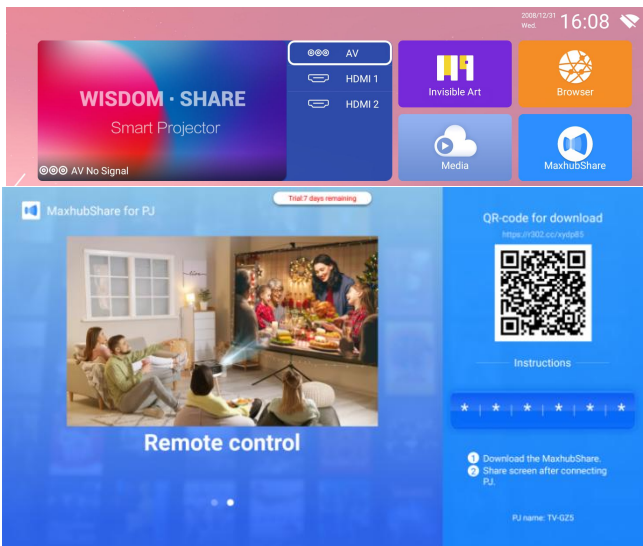 2008/12/31
Wed.
16:08
WISDOM · SHARE
Smart Projector
AV No Signal
AV
HDMI 1
HDMI 2
Invisible Art
Browser
Media
MaxhubShare
MaxhubShare for PJ
Trial:7 days remaining
Remote control
QR-code for download
https://r302.cc/xydp85
Instructions
* | * | * | * | * | *
1 Download the MaxhubShare.
2 Share screen after connecting
PJ.
PJ name: TV-GZ5